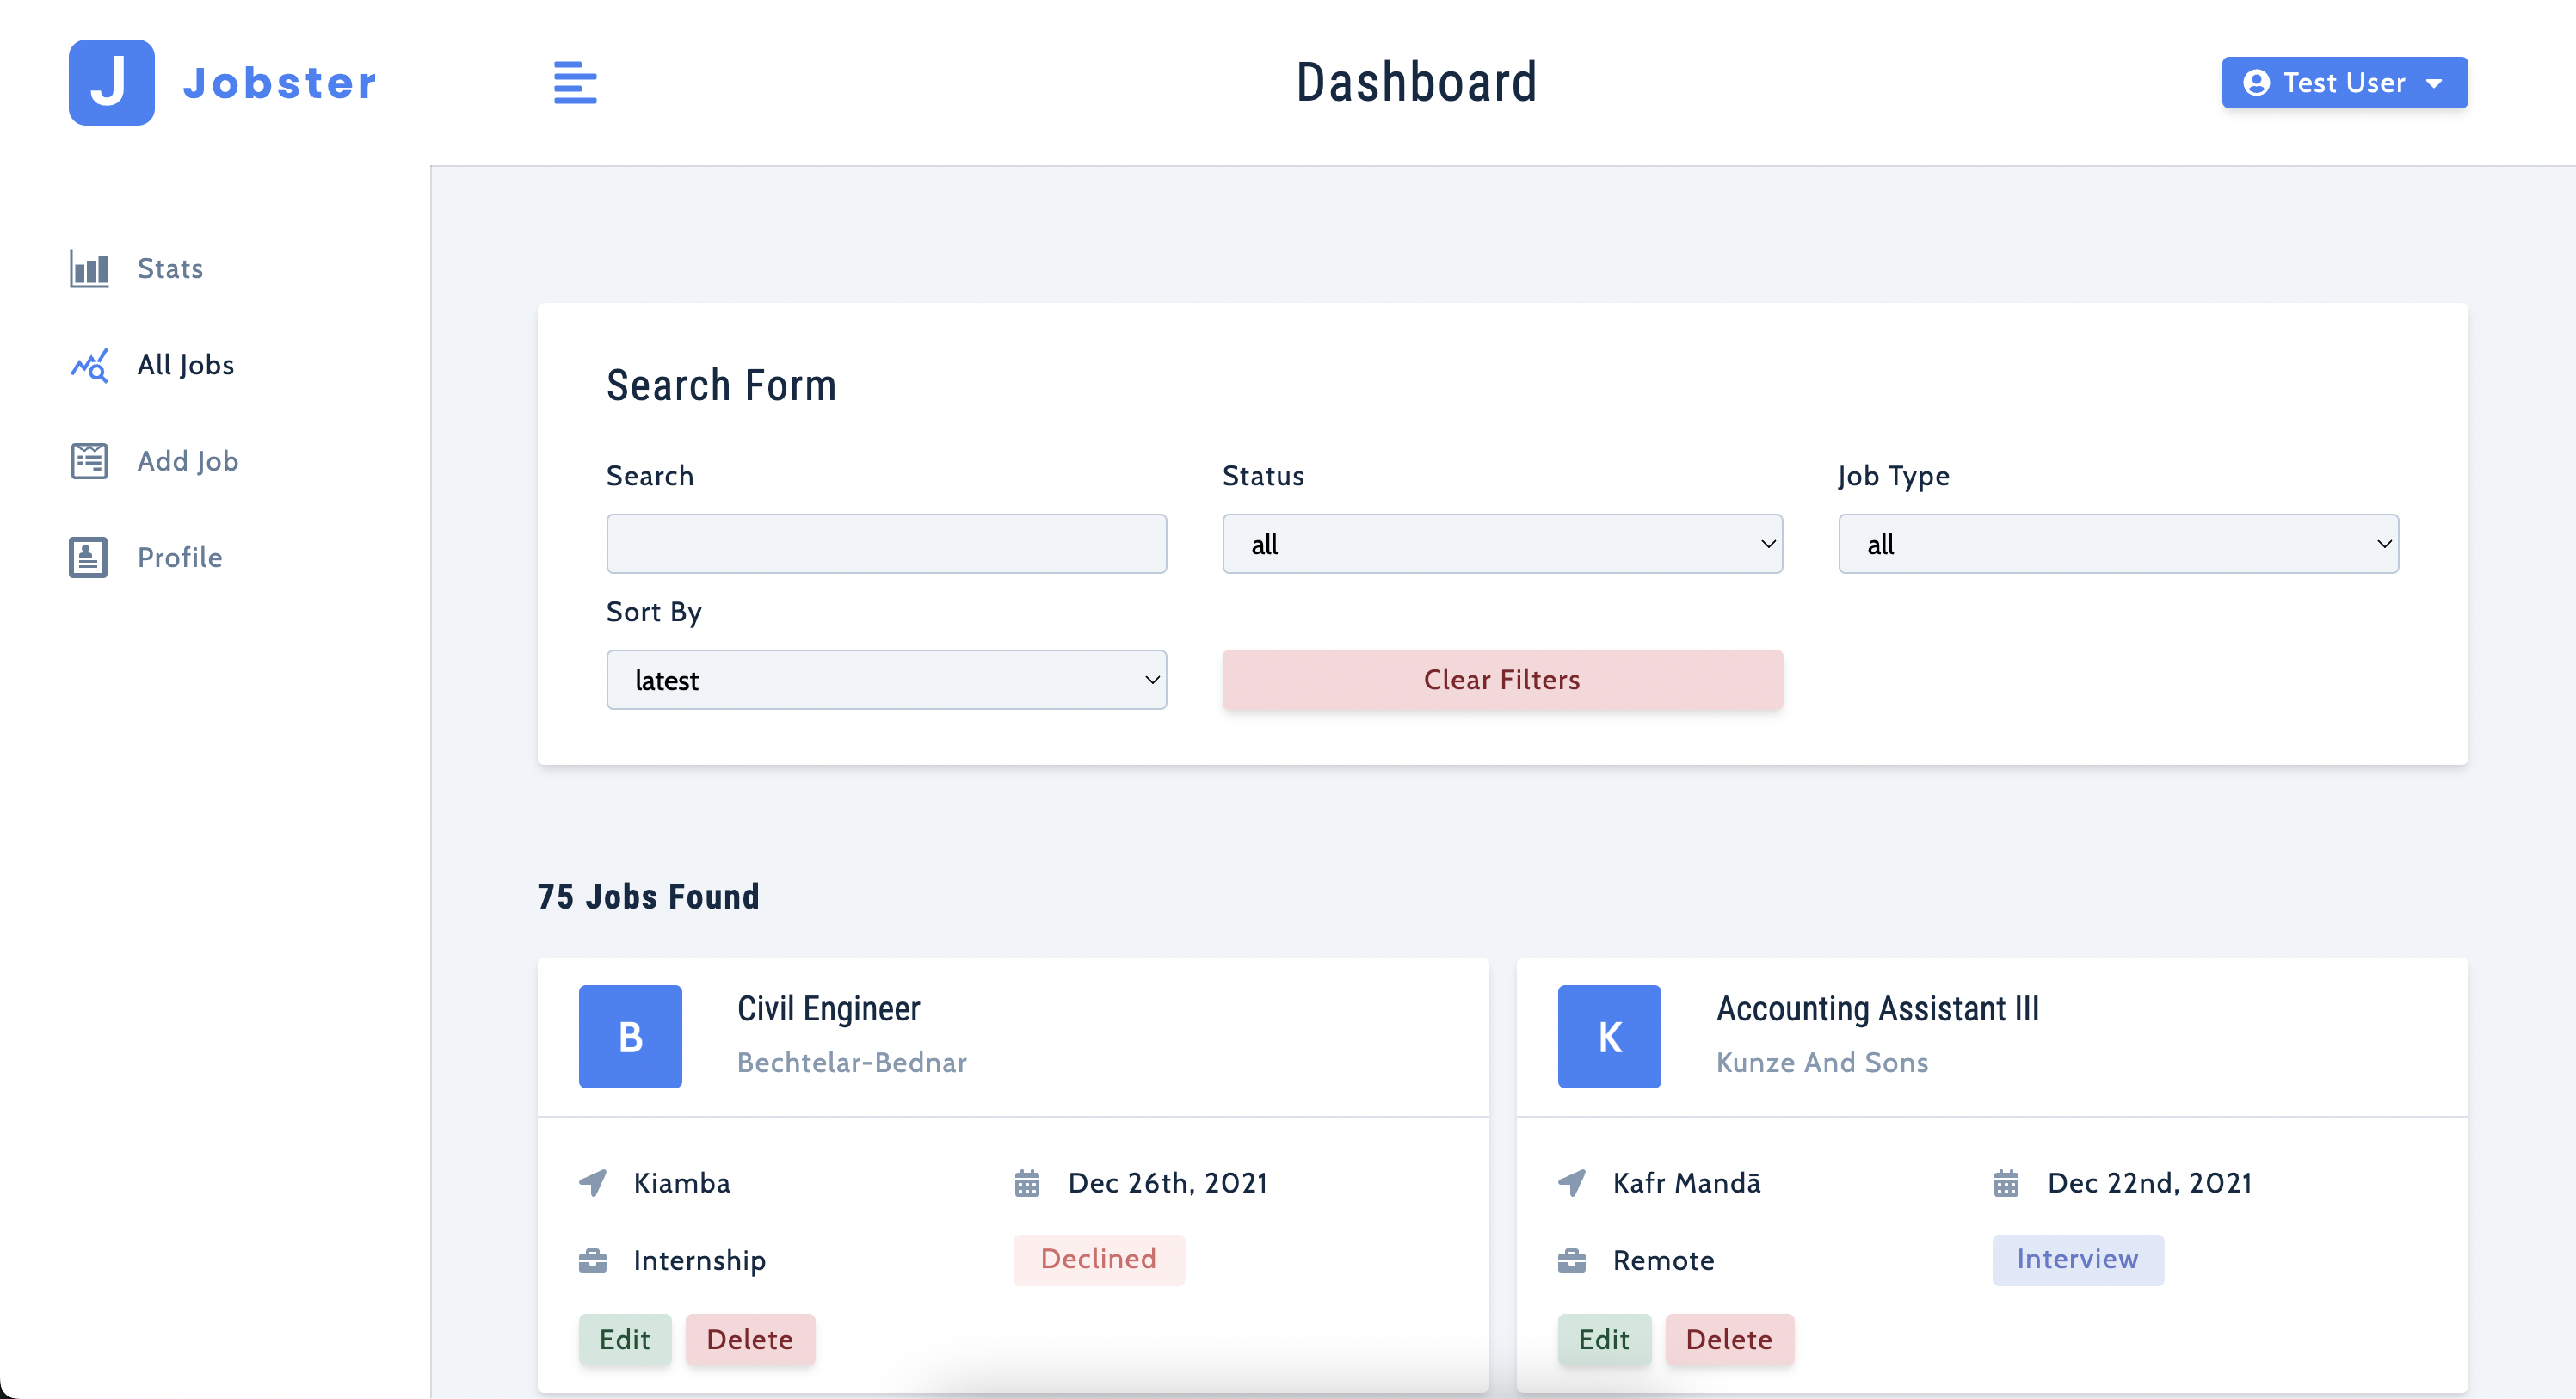 J Jobster
Dashboard
Test User
Stats
All Jobs
Add Job
Profile
Search Form
Search
Status
Job Type
all
all
Sort By
latest
Clear Filters
75 Jobs Found
B
Civil Engineer
Bechtelar-Bednar
Kiamba
Dec 26th, 2021
Internship
Declined
Edit
Delete
K
Accounting Assistant III
Kunze And Sons
Kafr Mandā
Dec 22nd, 2021
Remote
Interview
Edit
Delete